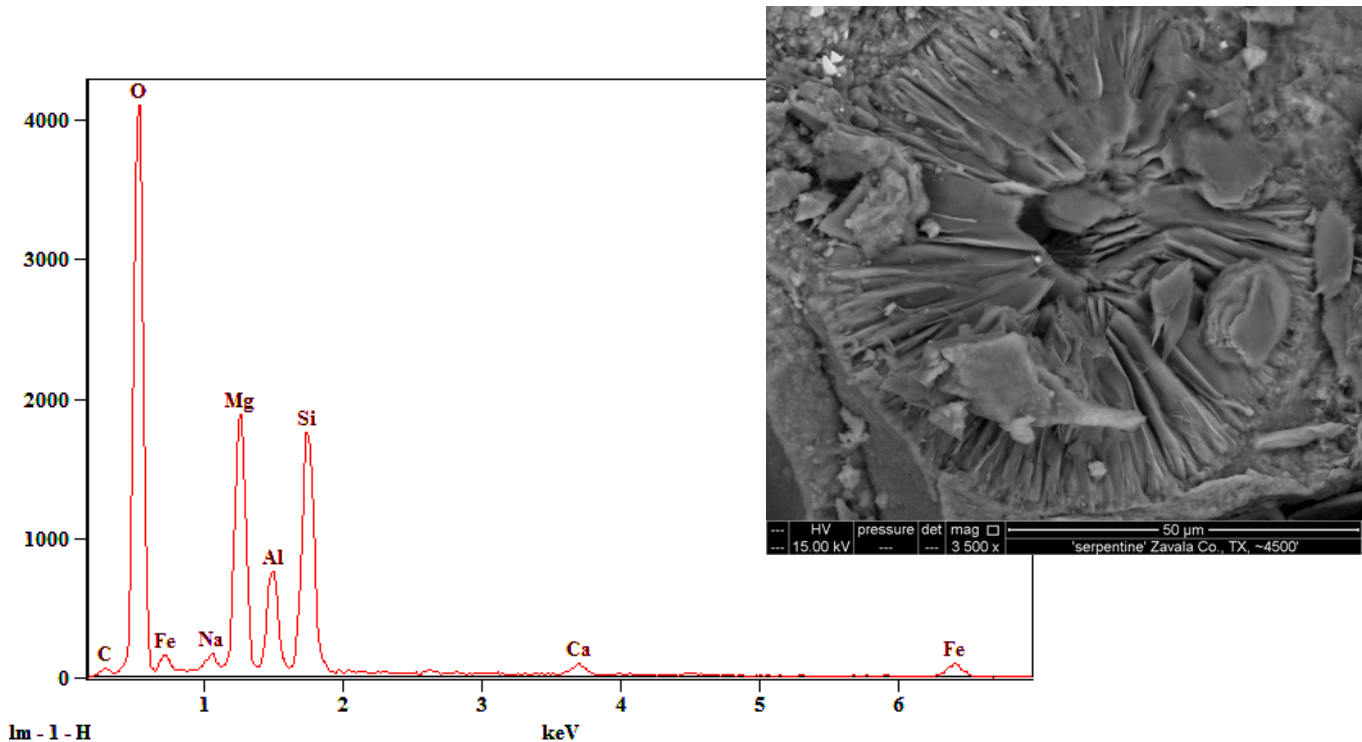 O
4000
3000
2000
1000
0
C
Fe
Na
Mg
Al
Si
Ca
Fe
1
2
3
4
5
6
lm - 1 - H
keV
--- HV pressure det mag □ 50 µm
--- 15.00 kV --- --- 3 500 x 'serpentine' Zavala Co., TX, ~4500'